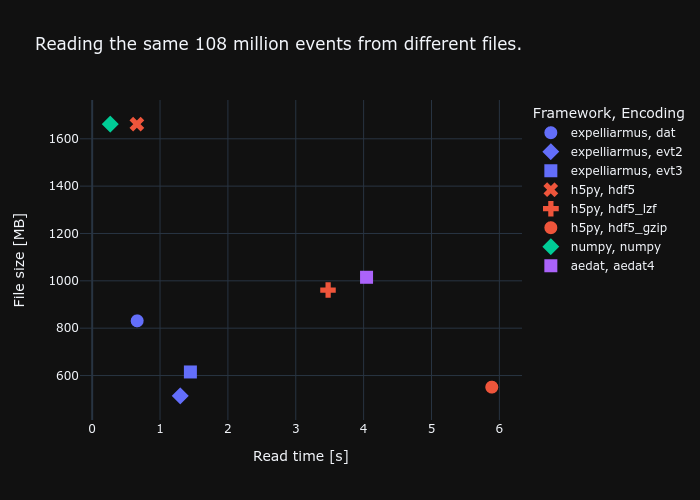 Reading the same 108 million events from different files.
Framework, Encoding
expelliarmus, dat
expelliarmus, evt2
expelliarmus, evt3
h5py, hdf5
h5py, hdf5_lzf
h5py, hdf5_gzip
numpy, numpy
aedat, aedat4
File size [MB]
1600
1400
1200
1000
800
600
0 1 2 3 4 5 6
Read time [s]